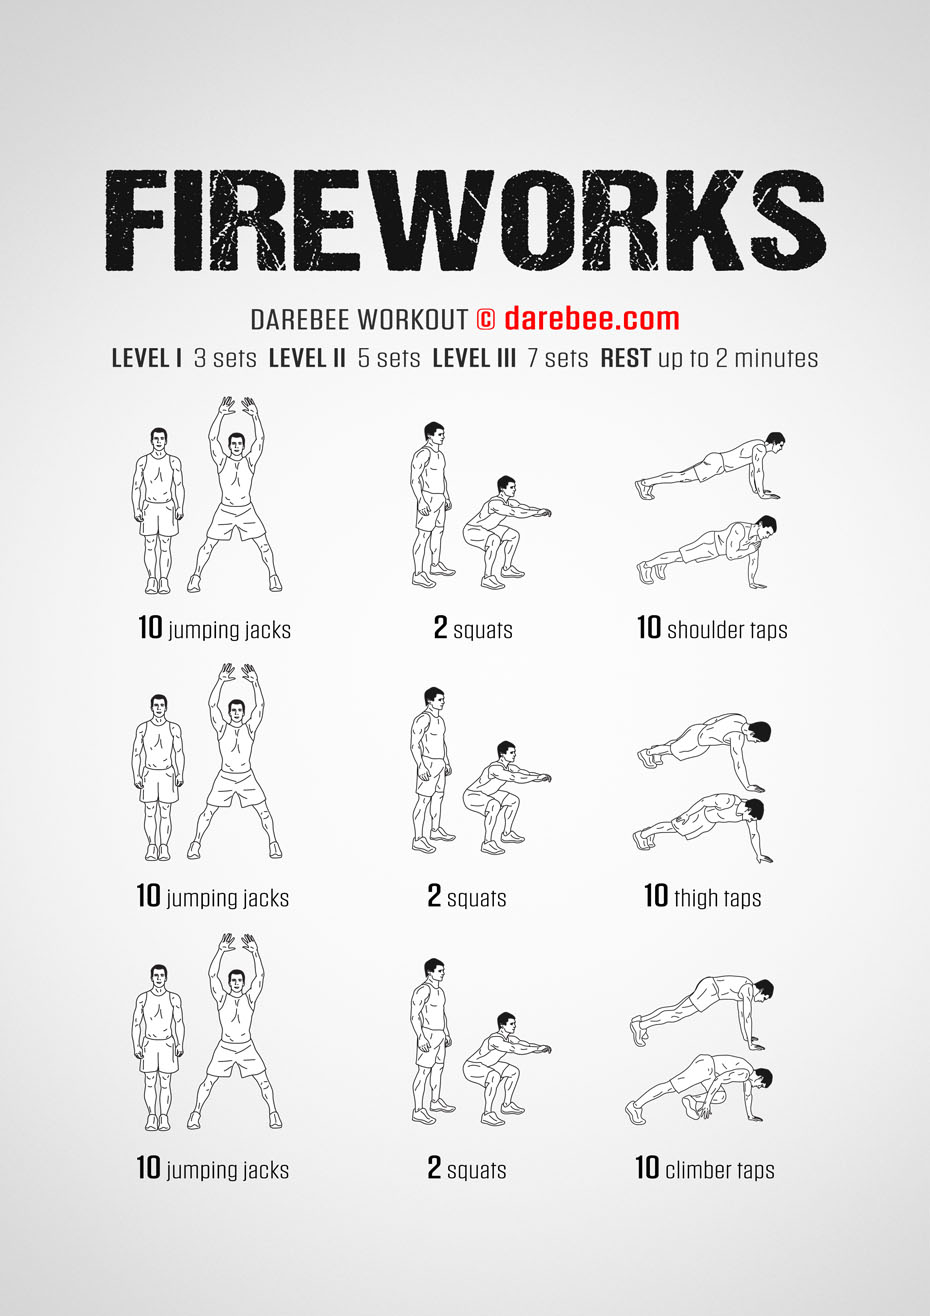 FIREWORKS
DAREBEE WORKOUT © darebee.com
LEVEL I 3 sets LEVEL II 5 sets LEVEL III 7 sets REST up to 2 minutes
10 jumping jacks
2 squats
10 shoulder taps
10 jumping jacks
2 squats
10 thigh taps
10 jumping jacks
2 squats
10 climber taps